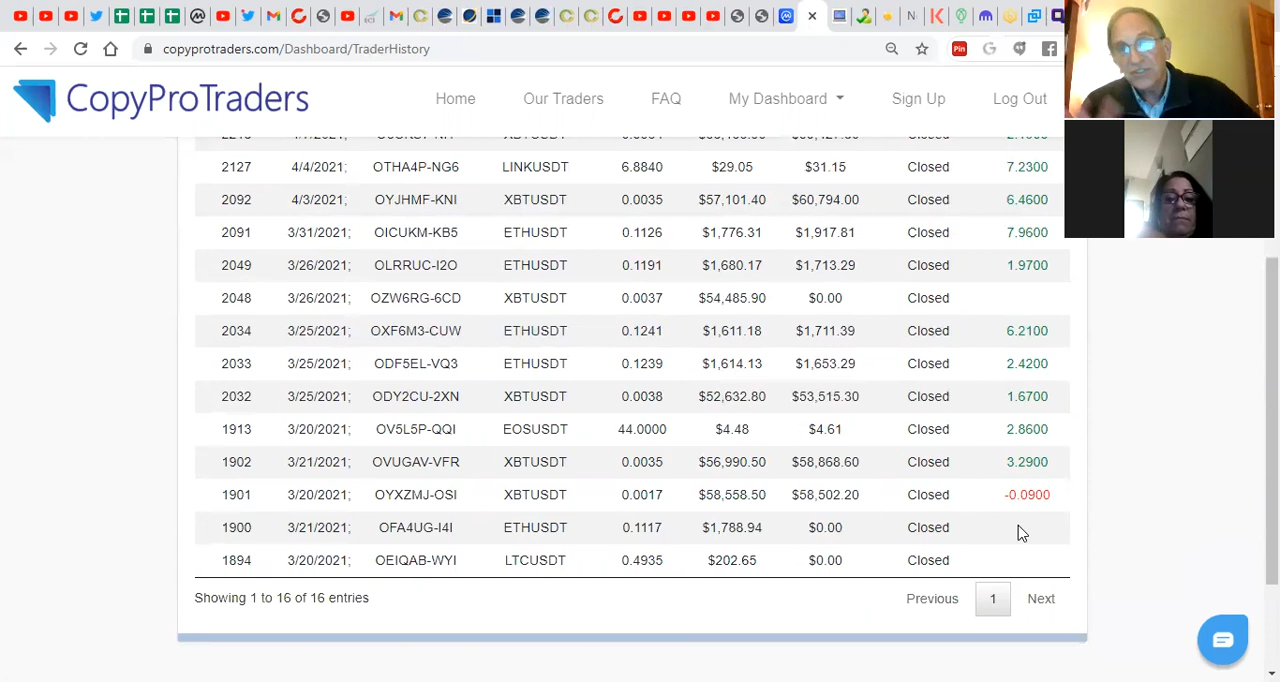 copyprotraders.com/Dashboard/TraderHistory
Pin
CopyProTraders
Home Our Traders FAQ My Dashboard Sign Up Log Out
2127 4/4/2021; OTHA4P-NG6 LINKUSDT 6.8840 $29.05 $31.15 Closed 7.2300
2092 4/3/2021; OYJHMF-KNI XBTUSDT 0.0035 $57,101.40 $60,794.00 Closed 6.4600
2091 3/31/2021; OICUKM-KB5 ETHUSDT 0.1126 $1,776.31 $1,917.81 Closed 7.9600
2049 3/26/2021; OLRRUC-I2O ETHUSDT 0.1191 $1,680.17 $1,713.29 Closed 1.9700
2048 3/26/2021; OZW6RG-6CD XBTUSDT 0.0037 $54,485.90 $0.00 Closed
2034 3/25/2021; OXF6M3-CUW ETHUSDT 0.1241 $1,611.18 $1,711.39 Closed 6.2100
2033 3/25/2021; ODF5EL-VQ3 ETHUSDT 0.1239 $1,614.13 $1,653.29 Closed 2.4200
2032 3/25/2021; ODY2CU-2XN XBTUSDT 0.0038 $52,632.80 $53,515.30 Closed 1.6700
1913 3/20/2021; OV5L5P-QQI EOSUSDT 44.0000 $4.48 $4.61 Closed 2.8600
1902 3/21/2021; OVUGAV-VFR XBTUSDT 0.0035 $56,990.50 $58,868.60 Closed 3.2900
1901 3/20/2021; OYXZMJ-OSI XBTUSDT 0.0017 $58,558.50 $58,502.20 Closed -0.0900
1900 3/21/2021; OFA4UG-I4I ETHUSDT 0.1117 $1,788.94 $0.00 Closed
1894 3/20/2021; OEIQAB-WYI LTCUSDT 0.4935 $202.65 $0.00 Closed
Showing 1 to 16 of 16 entries Previous 1 Next